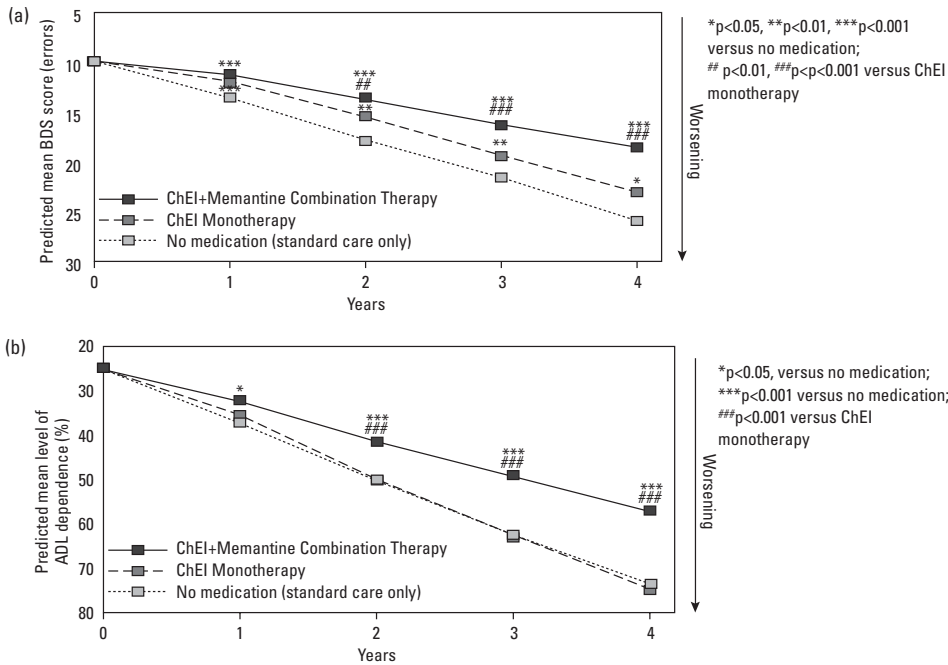 (a)
5
10
15
20
25
30
Predicted mean BDS score (errors)
***
***
***
##
**
***
###
**
***
###
*
ChEI+Memantine Combination Therapy
ChEI Monotherapy
No medication (standard care only)
0
1
2
3
4
Years
Worsening
*p<0.05, **p<0.01, ***p<0.001
versus no medication;
## p<0.01, ###p<p<0.001 versus ChEI
monotherapy
(b)
20
25
30
40
50
60
70
80
Predicted mean level of
ADL dependence (%)
*
***
###
***
###
***
###
ChEI+Memantine Combination Therapy
ChEI Monotherapy
No medication (standard care only)
0
1
2
3
4
Years
Worsening
*p<0.05, versus no medication;
***p<0.001 versus no medication;
###p<0.001 versus ChEI
monotherapy